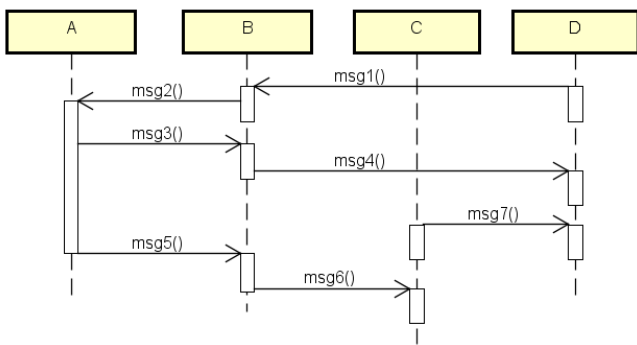 A
B
C
D
msg1()
msg2()
msg3()
msg4()
msg7()
msg5()
msg6()